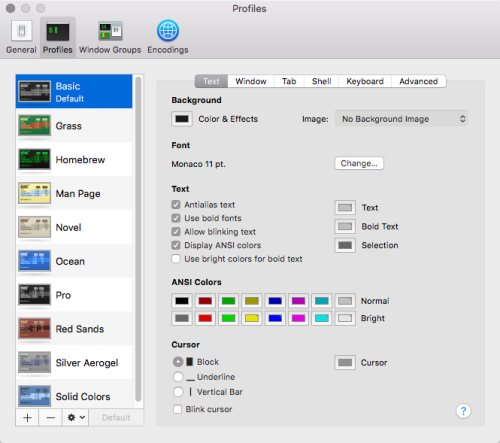 Profiles
General Profiles Window Groups Encodings
Basic
Default
Grass
Homebrew
Man Page
Novel
Ocean
Pro
Red Sands
Silver Aerogel
Solid Colors
Default
Text Window Tab Shell Keyboard Advanced
Background
Color & Effects Image: No Background Image
Font
Monaco 11 pt. Change...
Text
Antialias text Text
Use bold fonts Bold Text
Allow blinking text
Display ANSI colors Selection
Use bright colors for bold text
ANSI Colors
Normal
Bright
Cursor
Block Cursor
Underline
Vertical Bar
Blink cursor
?